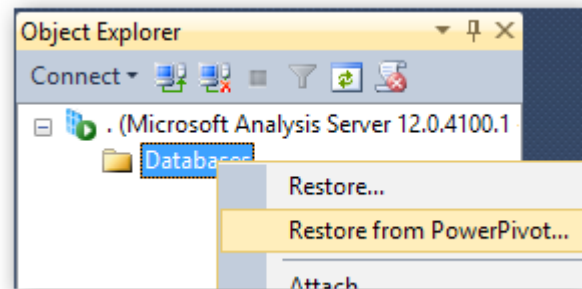 Object Explorer
Connect
. (Microsoft Analysis Server 12.0.4100.1
Databases
Restore...
Restore from PowerPivot...
Attach